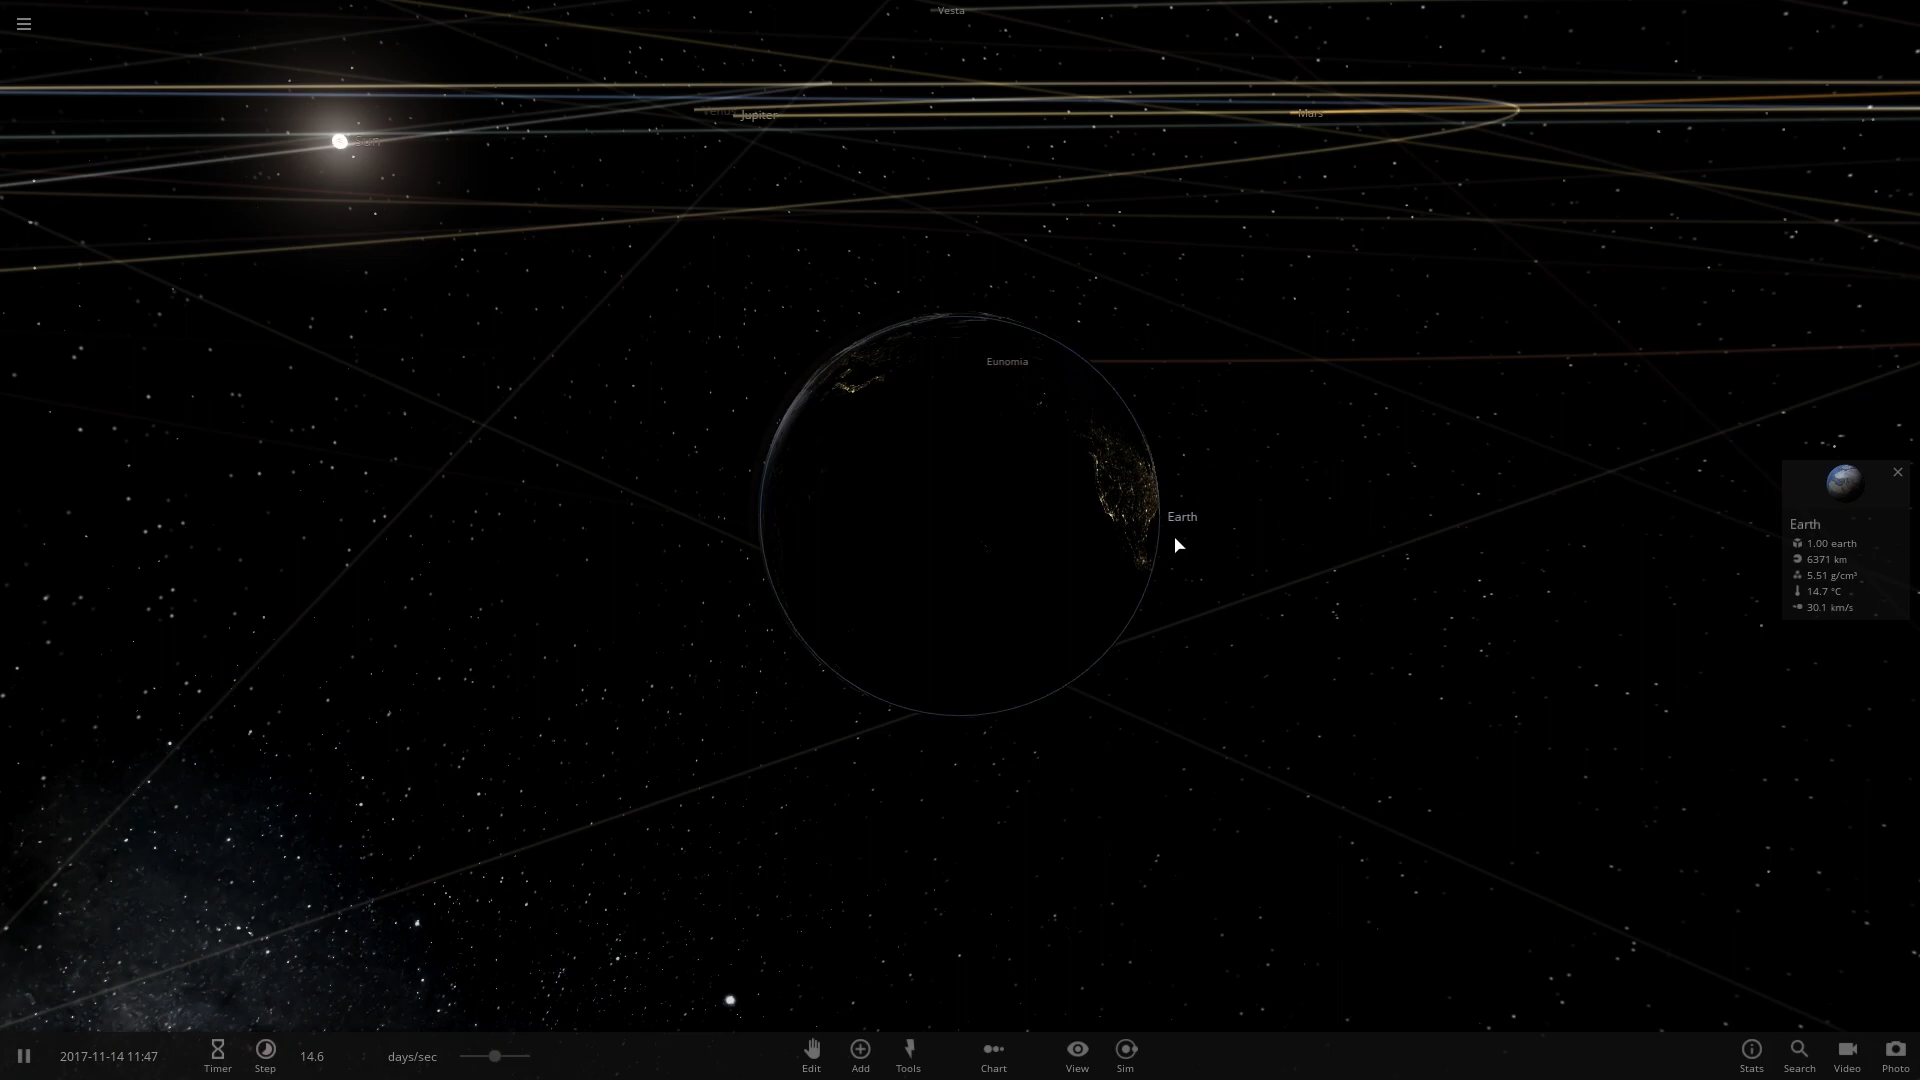 Vesta
Venus
Jupiter
Mars
Sun
Eunomia
Earth
Earth
1.00 earth
6371 km
5.51 g/cm³
14.7 °C
30.1 km/s
2017-11-14 11:47
Timer
Step
14.6
days/sec
Edit
Add
Tools
Chart
View
Sim
Stats
Search
Video
Photo